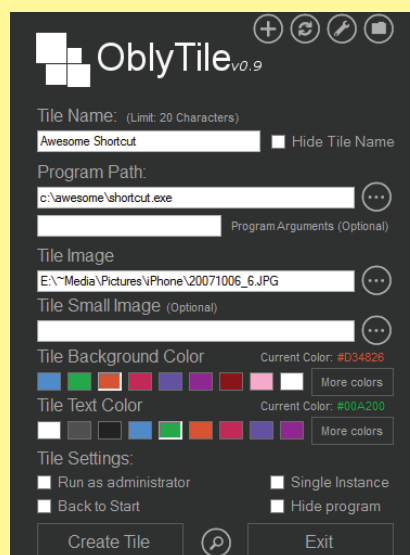 OblyTile v0.9
Tile Name: (Limit: 20 Characters)
Awesome Shortcut
Hide Tile Name
Program Path:
c:\awesome\shortcut.exe
Program Arguments (Optional)
Tile Image
E:\~Media\Pictures\iPhone\20071006_6.JPG
Tile Small Image (Optional)
Tile Background Color Current Color: #D34826
More colors
Tile Text Color Current Color: #00A200
More colors
Tile Settings:
Run as administrator Single Instance
Back to Start Hide program
Create Tile Exit